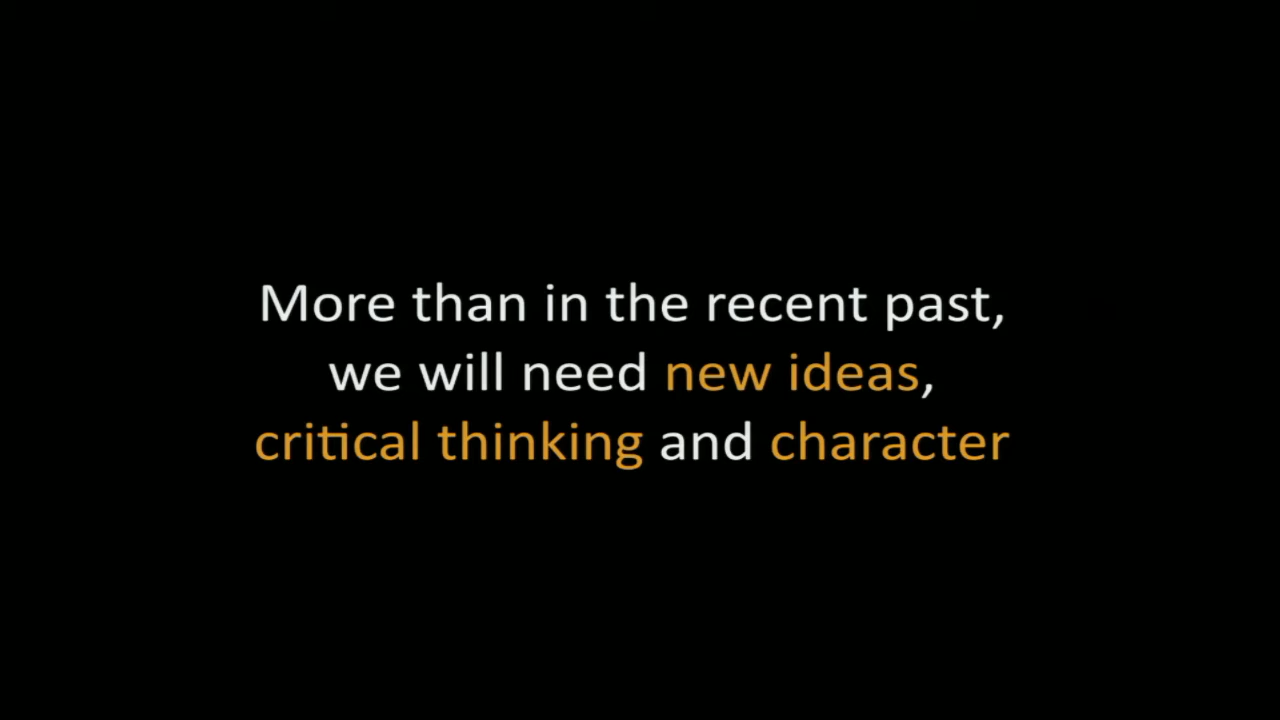 More than in the recent past,
we will need new ideas,
critical thinking and character